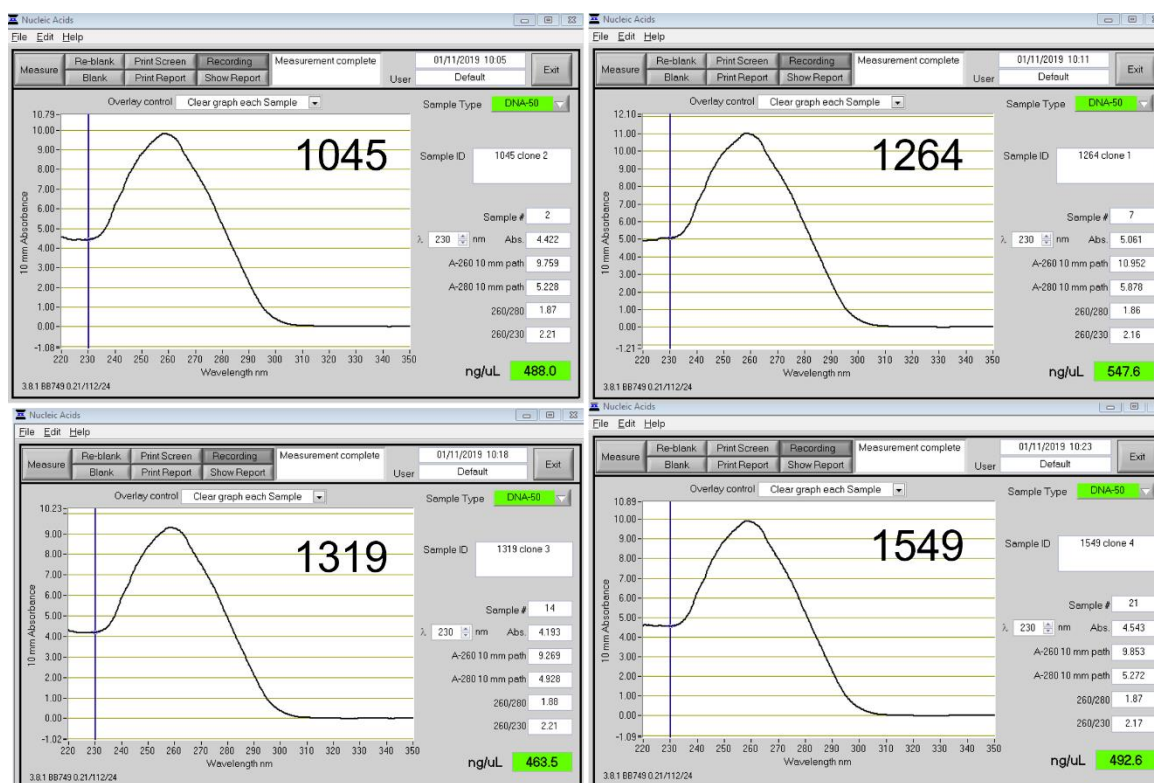 Nucleic Acids
File Edit Help
Measure Re-blank Print Screen Recording Measurement complete 01/11/2019 10:05 Exit
Blank Print Report Show Report User Default
Overlay control Clear graph each Sample Sample Type DNA-50
10.79
10.00
9.00
8.00
7.00
6.00
5.00
4.00
3.00
2.00
1.00
0.00
-1.08
10 mm Absorbance
1045
220 230 240 250 260 270 280 290 300 310 320 330 340 350
Wavelength nm
3.8.1 BB749 0.21/112/24
Sample ID 1045 clone 2
Sample # 2
λ 230 nm Abs. 4.422
A-260 10 mm path 9.759
A-280 10 mm path 5.228
260/280 1.87
260/230 2.21
ng/uL 488.0
Nucleic Acids
File Edit Help
Measure Re-blank Print Screen Recording Measurement complete 01/11/2019 10:11 Exit
Blank Print Report Show Report User Default
Overlay control Clear graph each Sample Sample Type DNA-50
12.10
11.00
10.00
9.00
8.00
7.00
6.00
5.00
4.00
3.00
2.00
1.00
0.00
-1.21
10 mm Absorbance
1264
220 230 240 250 260 270 280 290 300 310 320 330 340 350
Wavelength nm
3.8.1 BB749 0.21/112/24
Sample ID 1264 clone 1
Sample # 7
λ 230 nm Abs. 5.061
A-260 10 mm path 10.952
A-280 10 mm path 5.878
260/280 1.86
260/230 2.16
ng/uL 547.6
Nucleic Acids
File Edit Help
Measure Re-blank Print Screen Recording Measurement complete 01/11/2019 10:18 Exit
Blank Print Report Show Report User Default
Overlay control Clear graph each Sample Sample Type DNA-50
10.23
9.00
8.00
7.00
6.00
5.00
4.00
3.00
2.00
1.00
0.00
-1.02
10 mm Absorbance
1319
220 230 240 250 260 270 280 290 300 310 320 330 340 350
Wavelength nm
3.8.1 BB749 0.21/112/24
Sample ID 1319 clone 3
Sample # 14
λ 230 nm Abs. 4.193
A-260 10 mm path 9.269
A-280 10 mm path 4.928
260/280 1.88
260/230 2.21
ng/uL 463.5
Nucleic Acids
File Edit Help
Measure Re-blank Print Screen Recording Measurement complete 01/11/2019 10:23 Exit
Blank Print Report Show Report User Default
Overlay control Clear graph each Sample Sample Type DNA-50
10.89
10.00
9.00
8.00
7.00
6.00
5.00
4.00
3.00
2.00
1.00
0.00
-1.09
10 mm Absorbance
1549
220 230 240 250 260 270 280 290 300 310 320 330 340 350
Wavelength nm
3.8.1 BB749 0.21/112/24
Sample ID 1549 clone 4
Sample # 21
λ 230 nm Abs. 4.543
A-260 10 mm path 9.853
A-280 10 mm path 5.272
260/280 1.87
260/230 2.17
ng/uL 492.6